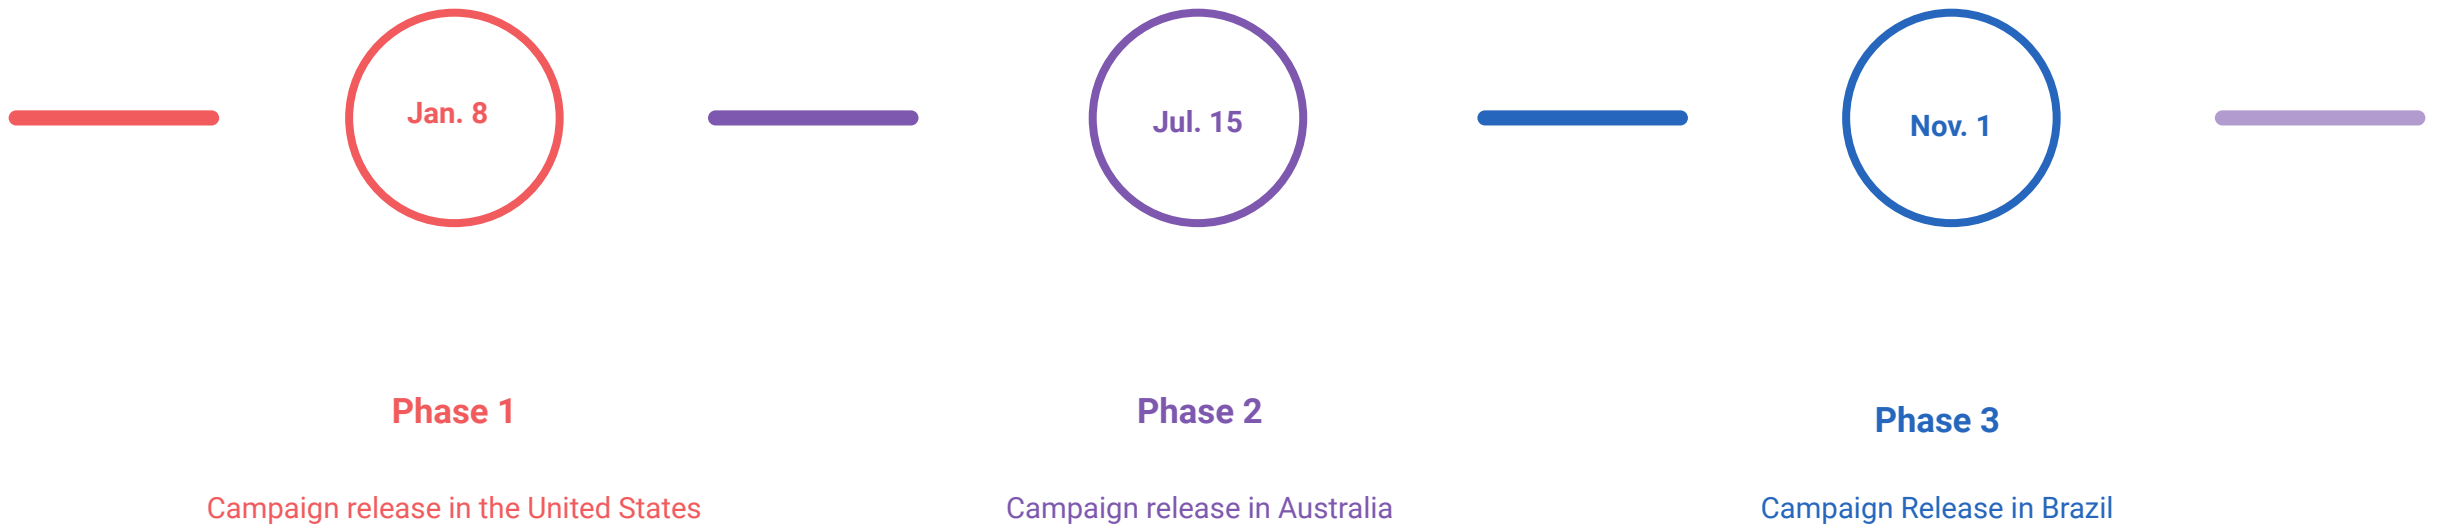 Jan. 8
Jul. 15
Nov. 1
Phase 1
Phase 2
Phase 3
Campaign release in the United States
Campaign release in Australia
Campaign Release in Brazil